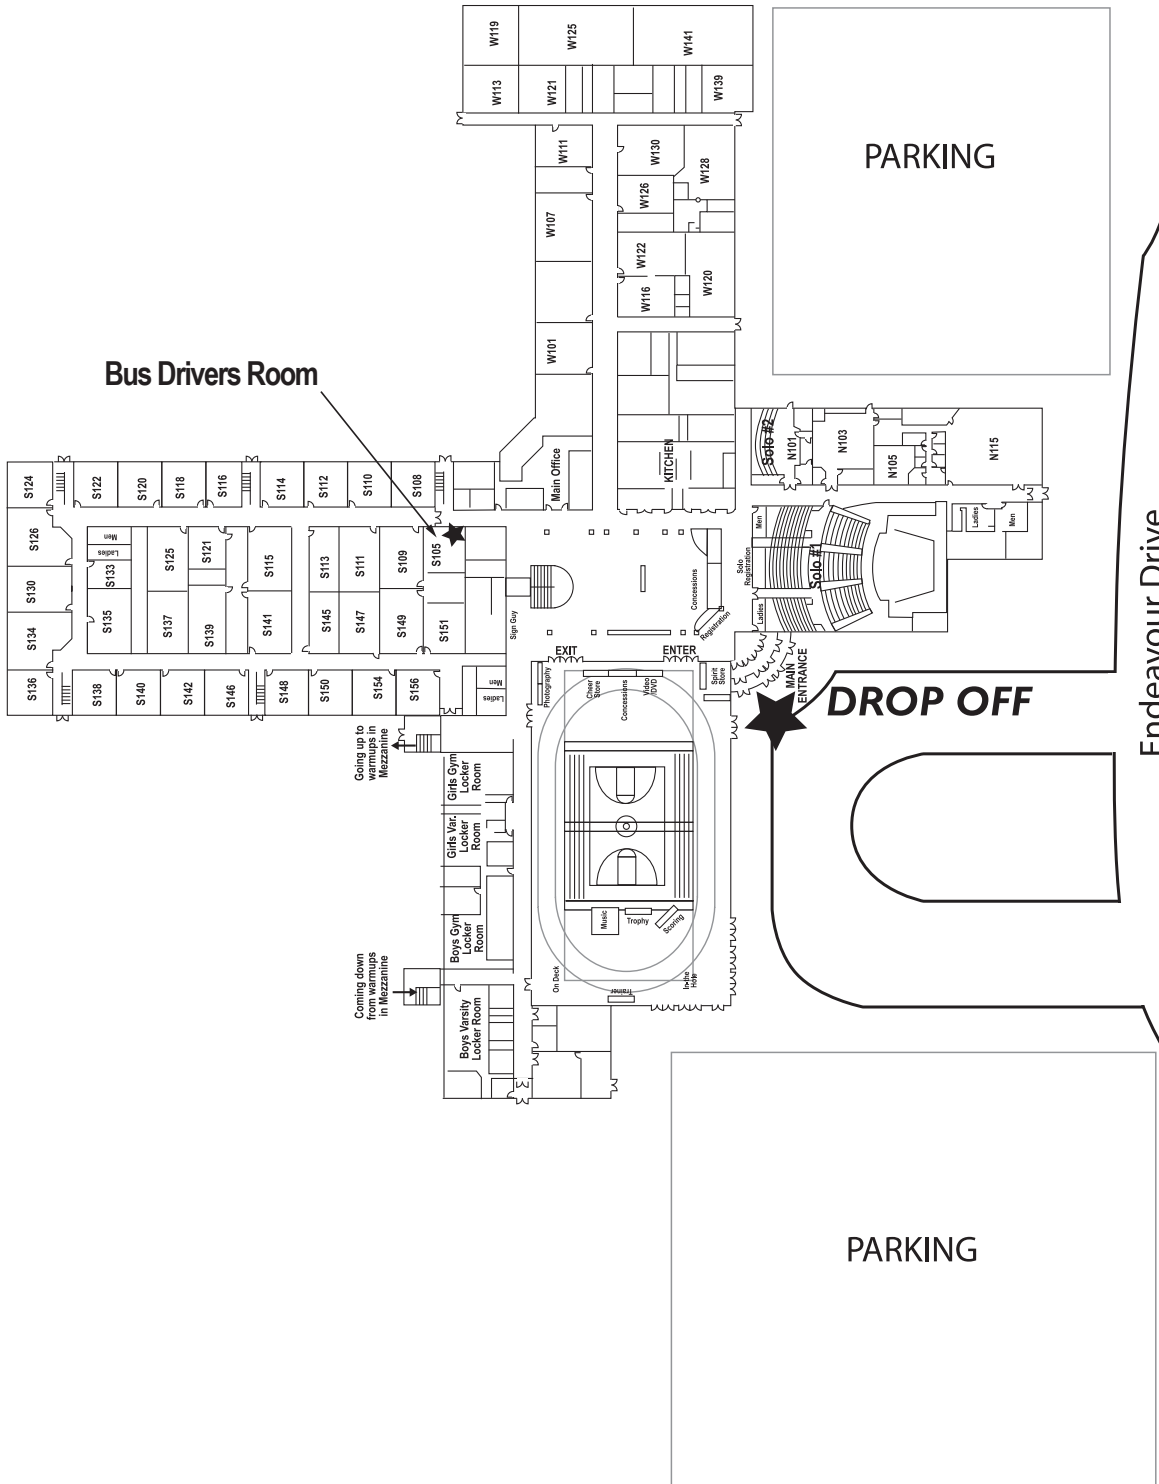 W119
W125
W141
W113
W121
W139
PARKING
W111
W130
W128
W126
W107
W122
W120
W116
W101
Bus Drivers Room
Solo #2
N101
N103
N105
N115
Main Office
KITCHEN
S124
S122
S120
S118
S116
S114
S112
S110
S108
S126
Men
Ladies
S133
S125
S121
S115
S113
S111
S109
S105
S130
S134
S135
S137
S139
S141
S145
S147
S149
S151
S136
S138
S140
S142
S146
S148
S150
S154
S156
Men
Ladies
Sign Guy
Concessions
Registration
Solo
Registration
Men
Ladies
Solo #1
Ladies
Men
EXIT
ENTER
MAIN
ENTRANCE
DROP OFF
Endeavour Drive
Photography
Cheer
Store
Concessions
Video
/DVD
Spirit
Store
Going up to
warmups in
Mezzanine
Girls Gym
Locker
Room
Girls Var.
Locker
Room
Boys Gym
Locker
Room
Coming down
from warmups
in Mezzanine
Boys Varsity
Locker Room
Music
Trophy
Scoring
On Deck
In the
Hole
Trainer
PARKING